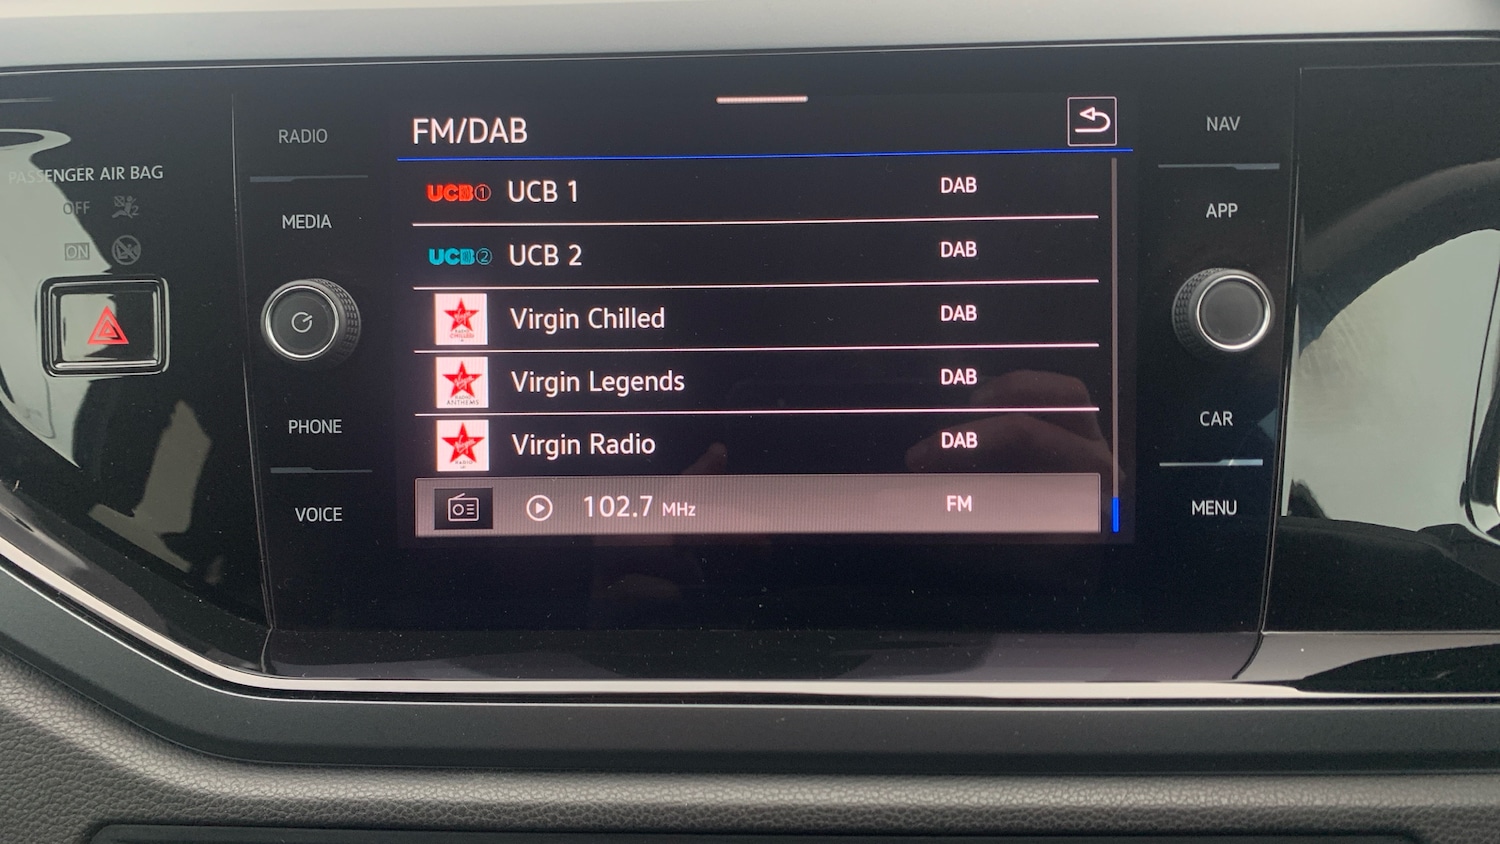 PASSENGER AIR BAG
OFF
ON
RADIO
MEDIA
PHONE
VOICE
FM/DAB
UCB1 UCB 1 DAB
UCB2 UCB 2 DAB
Virgin Chilled DAB
Virgin Legends DAB
ANTHEMS
Virgin Radio DAB
102.7 MHz FM
NAV
APP
CAR
MENU